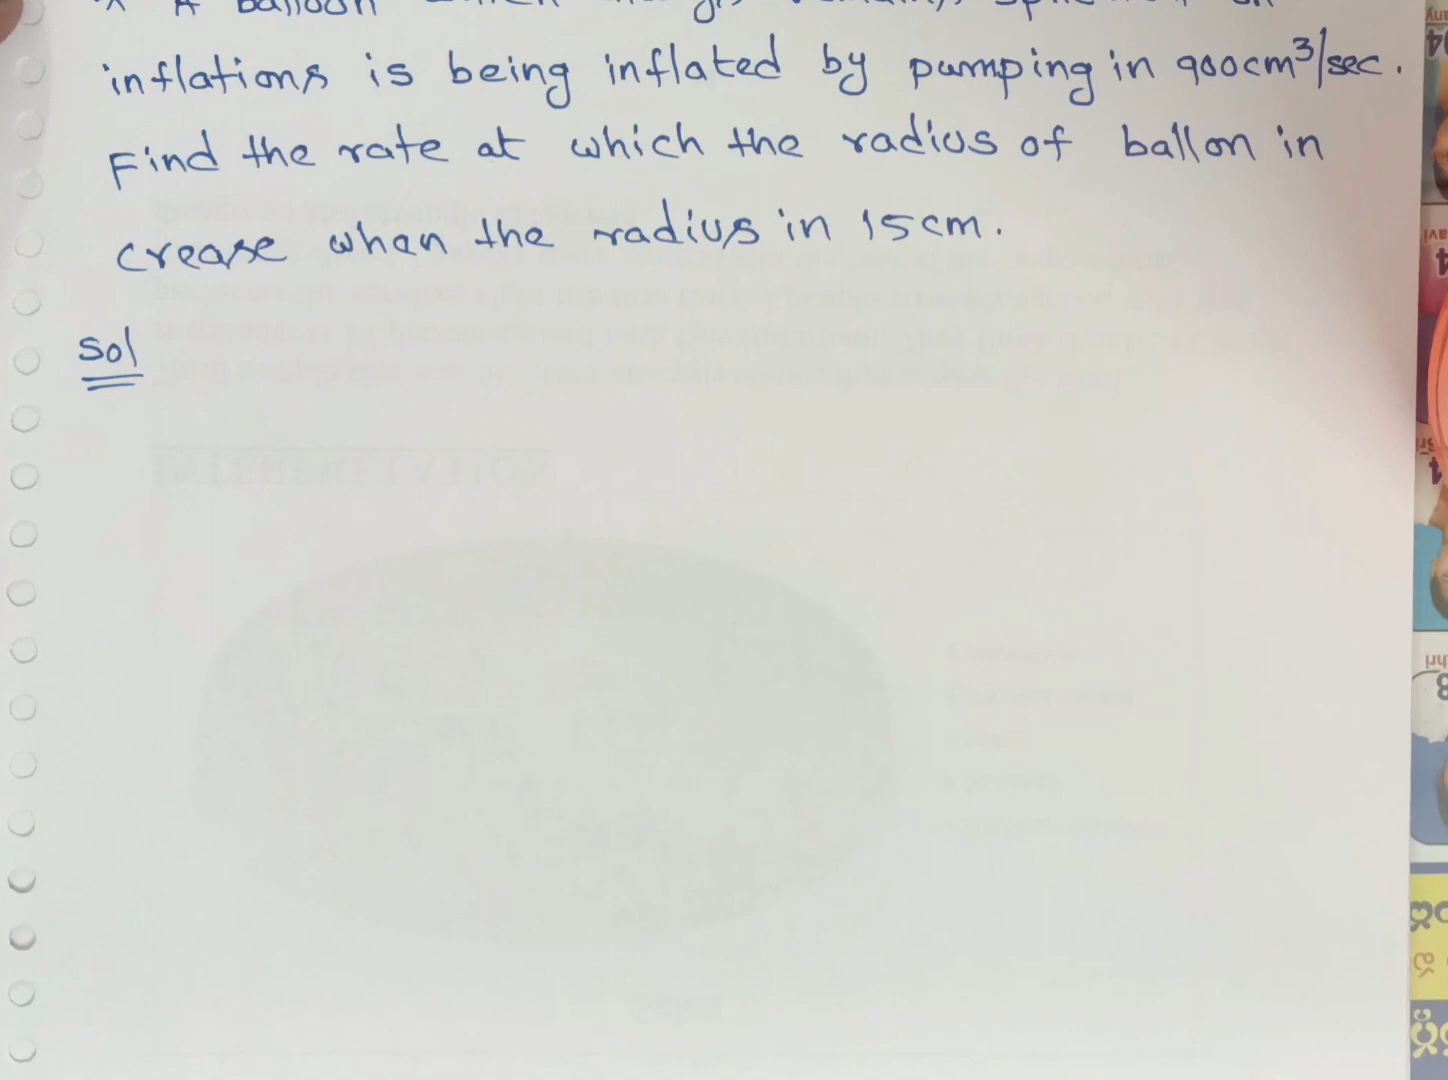 A balloon
inflations is being inflated by pumping in 900cm³/sec.
Find the rate at which the radius of ballon in
crease when the radius in 15cm.
Sol